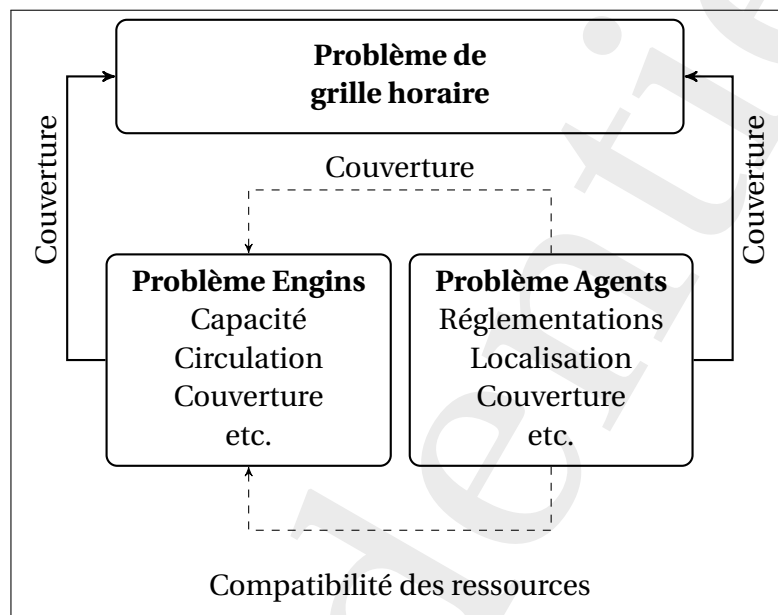 Problème de
grille horaire
Couverture
Couverture
Couverture
Problème Engins
Capacité
Circulation
Couverture
etc.
Problème Agents
Réglementations
Localisation
Couverture
etc.
Compatibilité des ressources